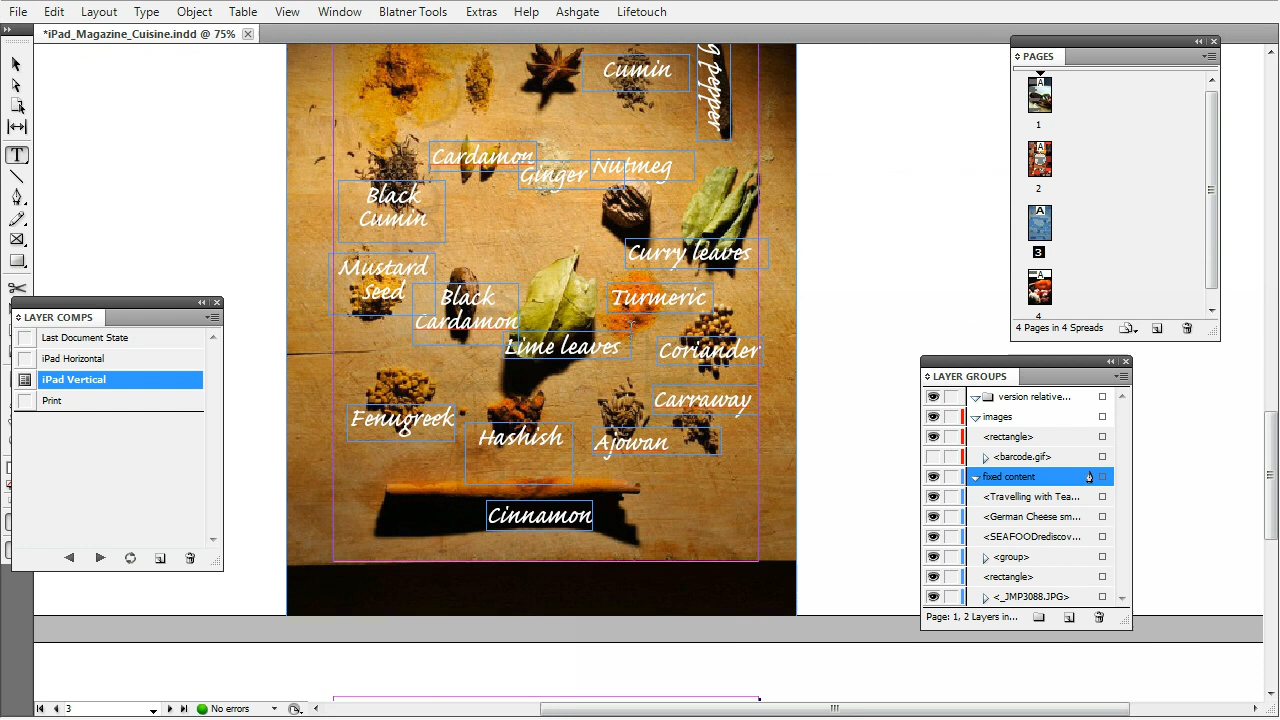 File Edit Layout Type Object Table View Window Blatner Tools Extras Help Ashgate Lifetouch
*iPad_Magazine_Cuisine.indd @ 75%
Cumin
g pepper
Cardamon
Ginger
Nutmeg
Black
Cumin
Curry leaves
Mustard
Seed
Black
Cardamon
Turmeric
Lime leaves
Coriander
Carraway
Fenugreek
Hashish
Ajowan
Cinnamon
LAYER COMPS
Last Document State
iPad Horizontal
iPad Vertical
Print
PAGES
A
1
A
2
A
3
A
4
4 Pages in 4 Spreads
LAYER GROUPS
version relative...
images
<rectangle>
<barcode.gif>
fixed content
<Travelling with Tea...
<German Cheese sm...
<SEAFOODrediscov...
<group>
<rectangle>
<_JMP3088.JPG>
Page: 1, 2 Layers in...
3
No errors